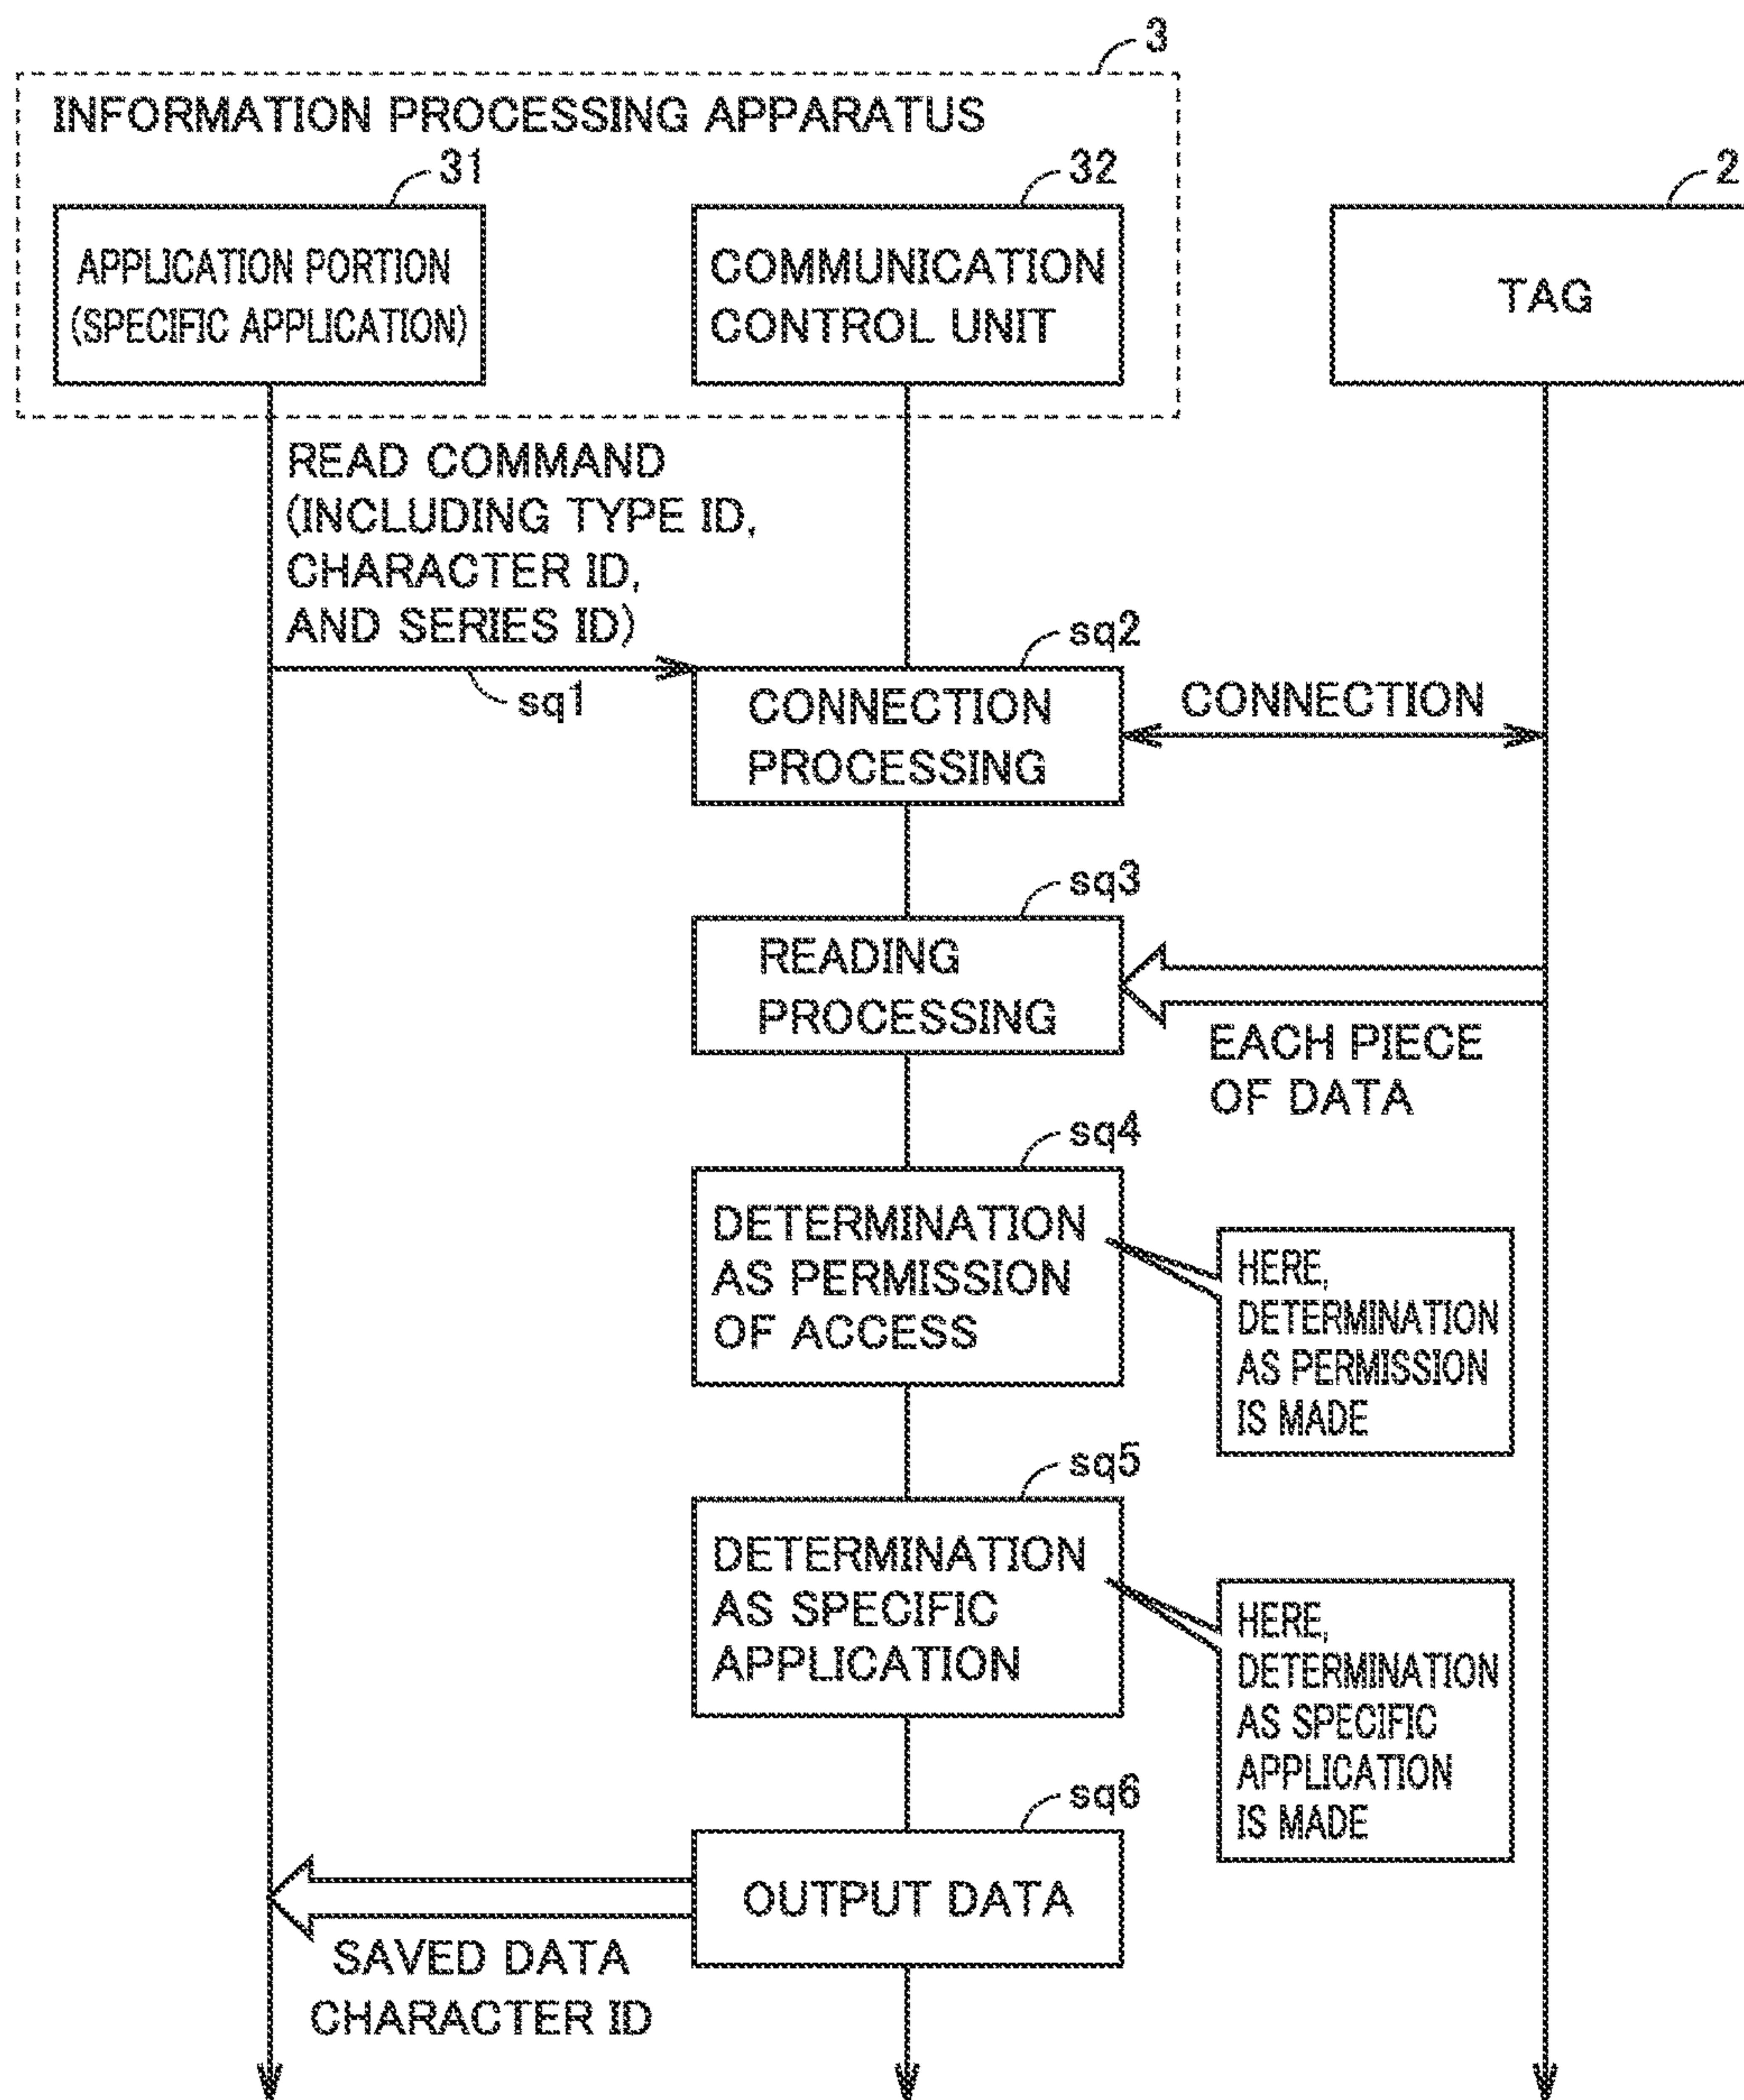 3
INFORMATION PROCESSING APPARATUS
31
32
2
APPLICATION PORTION
(SPECIFIC APPLICATION)
COMMUNICATION
CONTROL UNIT
TAG
READ COMMAND
(INCLUDING TYPE ID,
CHARACTER ID,
AND SERIES ID)
sq1
sq2
CONNECTION
PROCESSING
CONNECTION
sq3
READING
PROCESSING
EACH PIECE
OF DATA
sq4
DETERMINATION
AS PERMISSION
OF ACCESS
HERE,
DETERMINATION
AS PERMISSION
IS MADE
sq5
DETERMINATION
AS SPECIFIC
APPLICATION
HERE,
DETERMINATION
AS SPECIFIC
APPLICATION
IS MADE
sq6
OUTPUT DATA
SAVED DATA
CHARACTER ID